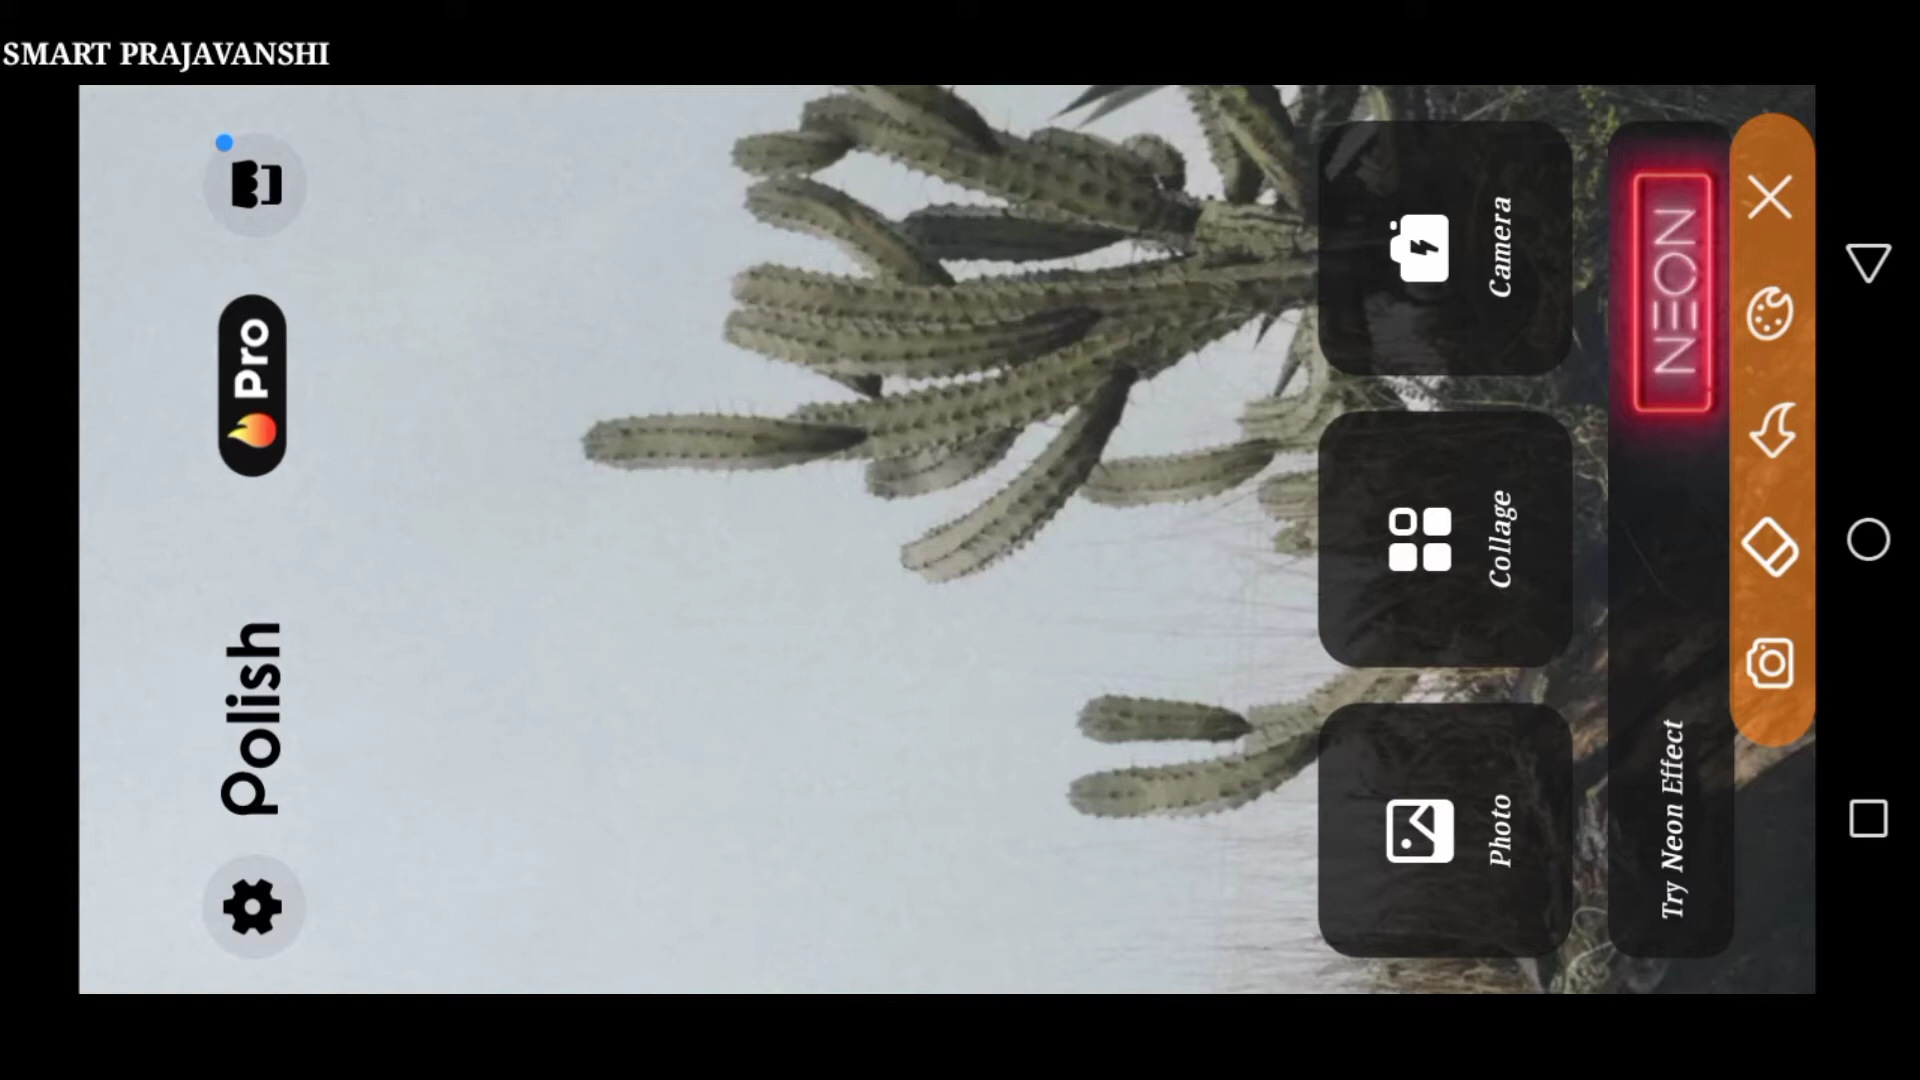 SMART PRAJAVANSHI
Polish
Pro
Photo
Collage
Camera
Try Neon Effect
NEON